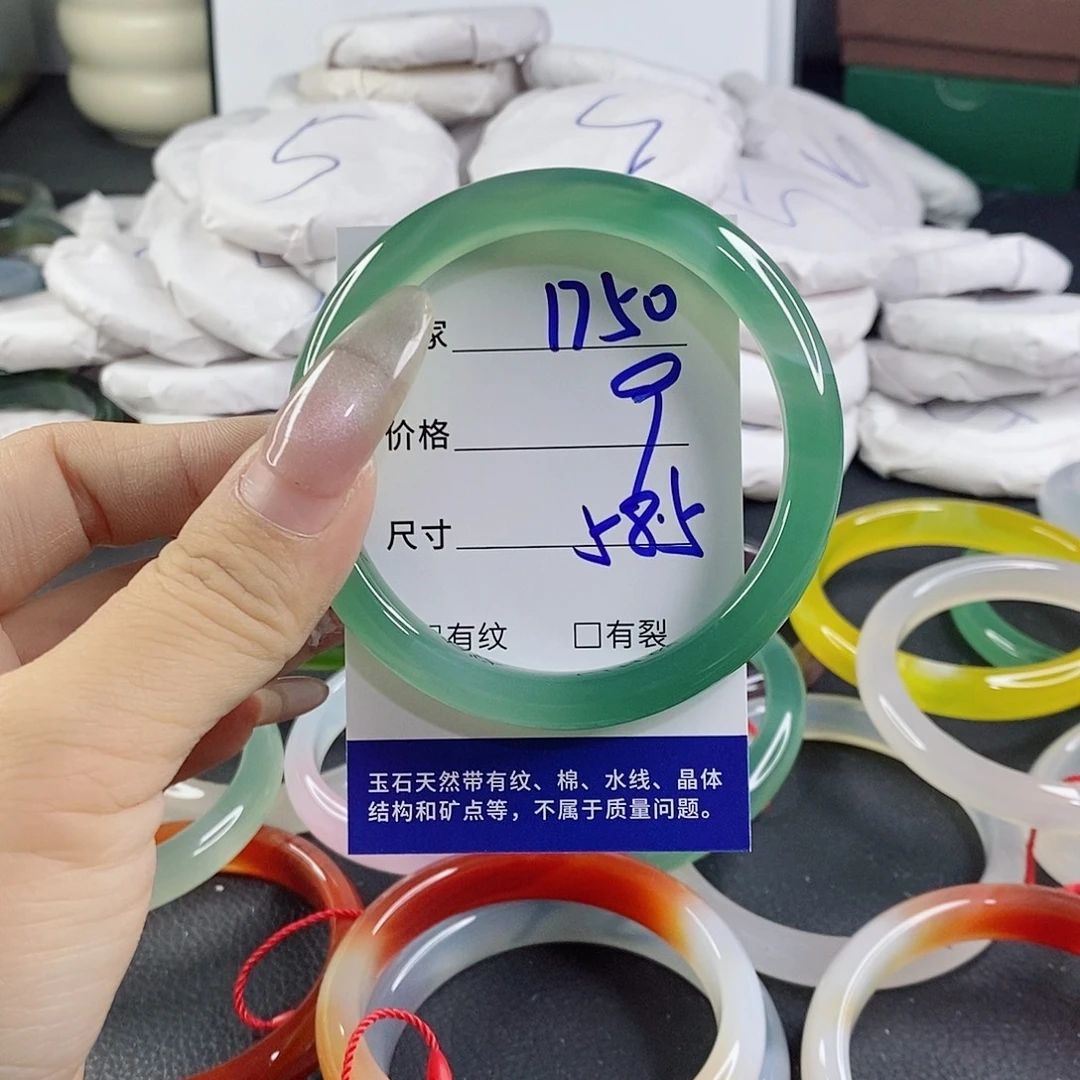 家 1750
价格 9
尺寸 58.5
有纹 □有裂
玉石天然带有纹、棉、水线、晶体
结构和矿点等，不属于质量问题。